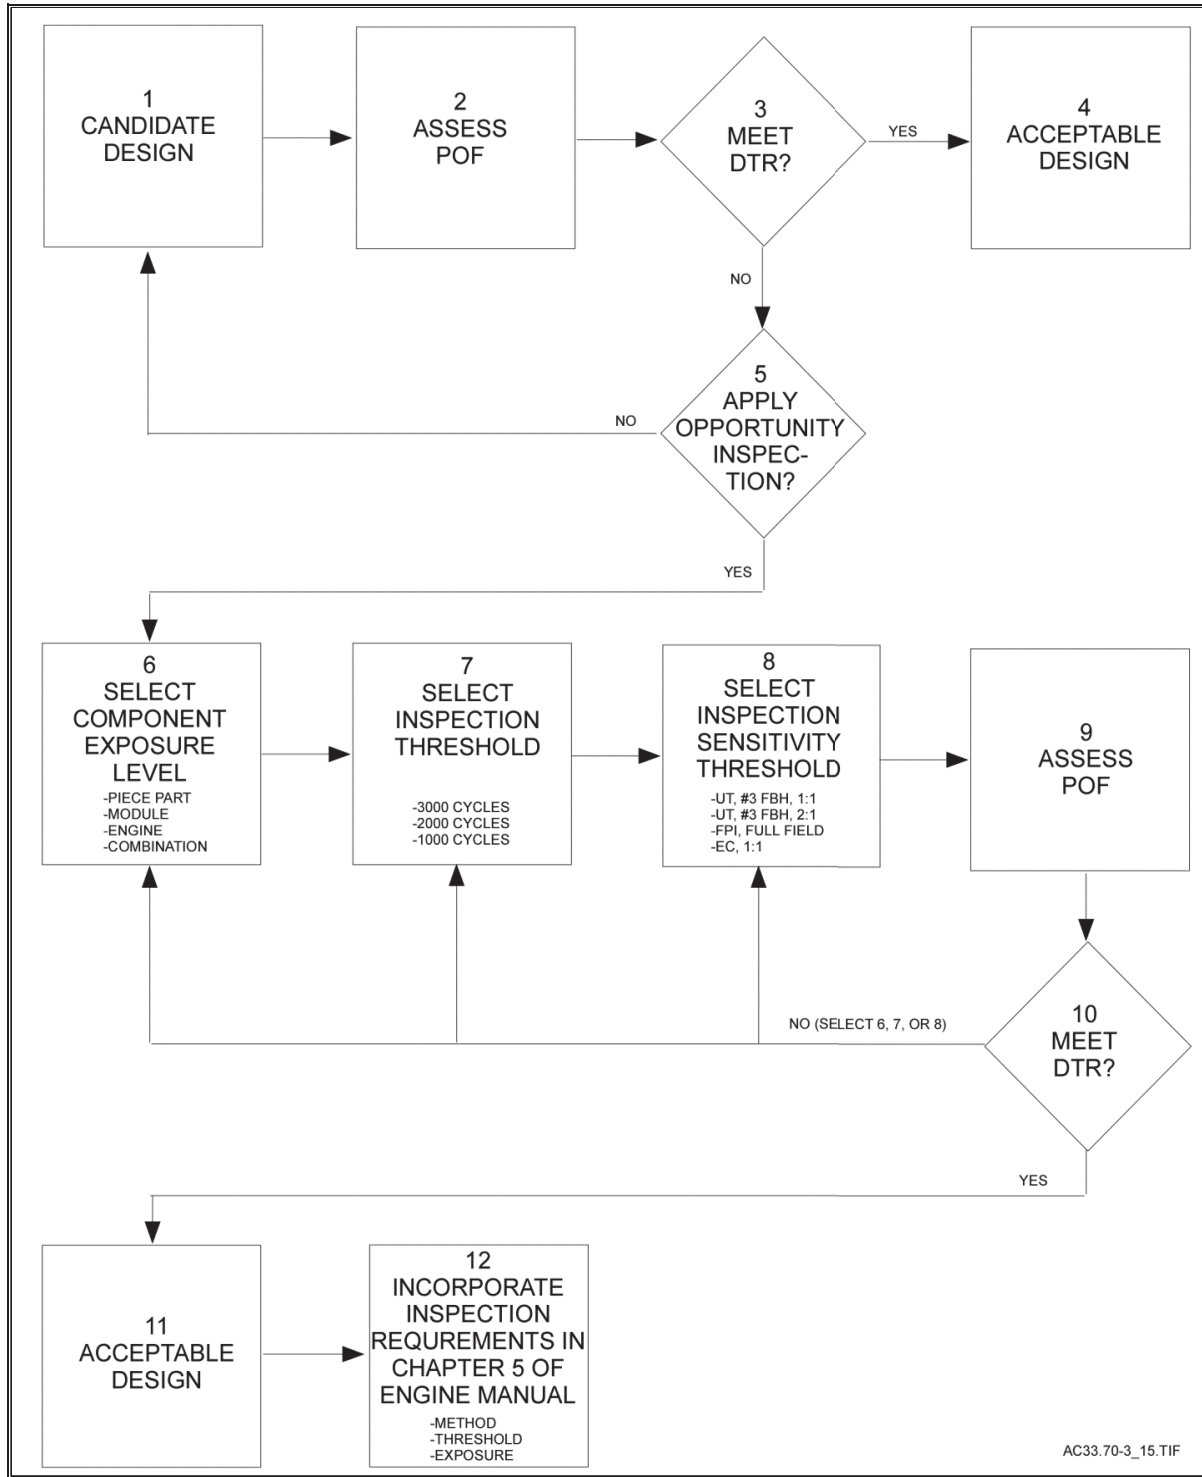 1
CANDIDATE
DESIGN
2
ASSESS
POF
3
MEET
DTR?
YES
4
ACCEPTABLE
DESIGN
NO
5
APPLY
OPPORTUNITY
INSPEC-
TION?
NO
YES
6
SELECT
COMPONENT
EXPOSURE
LEVEL
-PIECE PART
-MODULE
-ENGINE
-COMBINATION
7
SELECT
INSPECTION
THRESHOLD
-3000 CYCLES
-2000 CYCLES
-1000 CYCLES
8
SELECT
INSPECTION
SENSITIVITY
THRESHOLD
-UT, #3 FBH, 1:1
-UT, #3 FBH, 2:1
-FPI, FULL FIELD
-EC, 1:1
9
ASSESS
POF
10
MEET
DTR?
NO (SELECT 6, 7, OR 8)
YES
11
ACCEPTABLE
DESIGN
12
INCORPORATE
INSPECTION
REQUREMENTS IN
CHAPTER 5 OF
ENGINE MANUAL
-METHOD
-THRESHOLD
-EXPOSURE
AC33.70-3_15.TIF